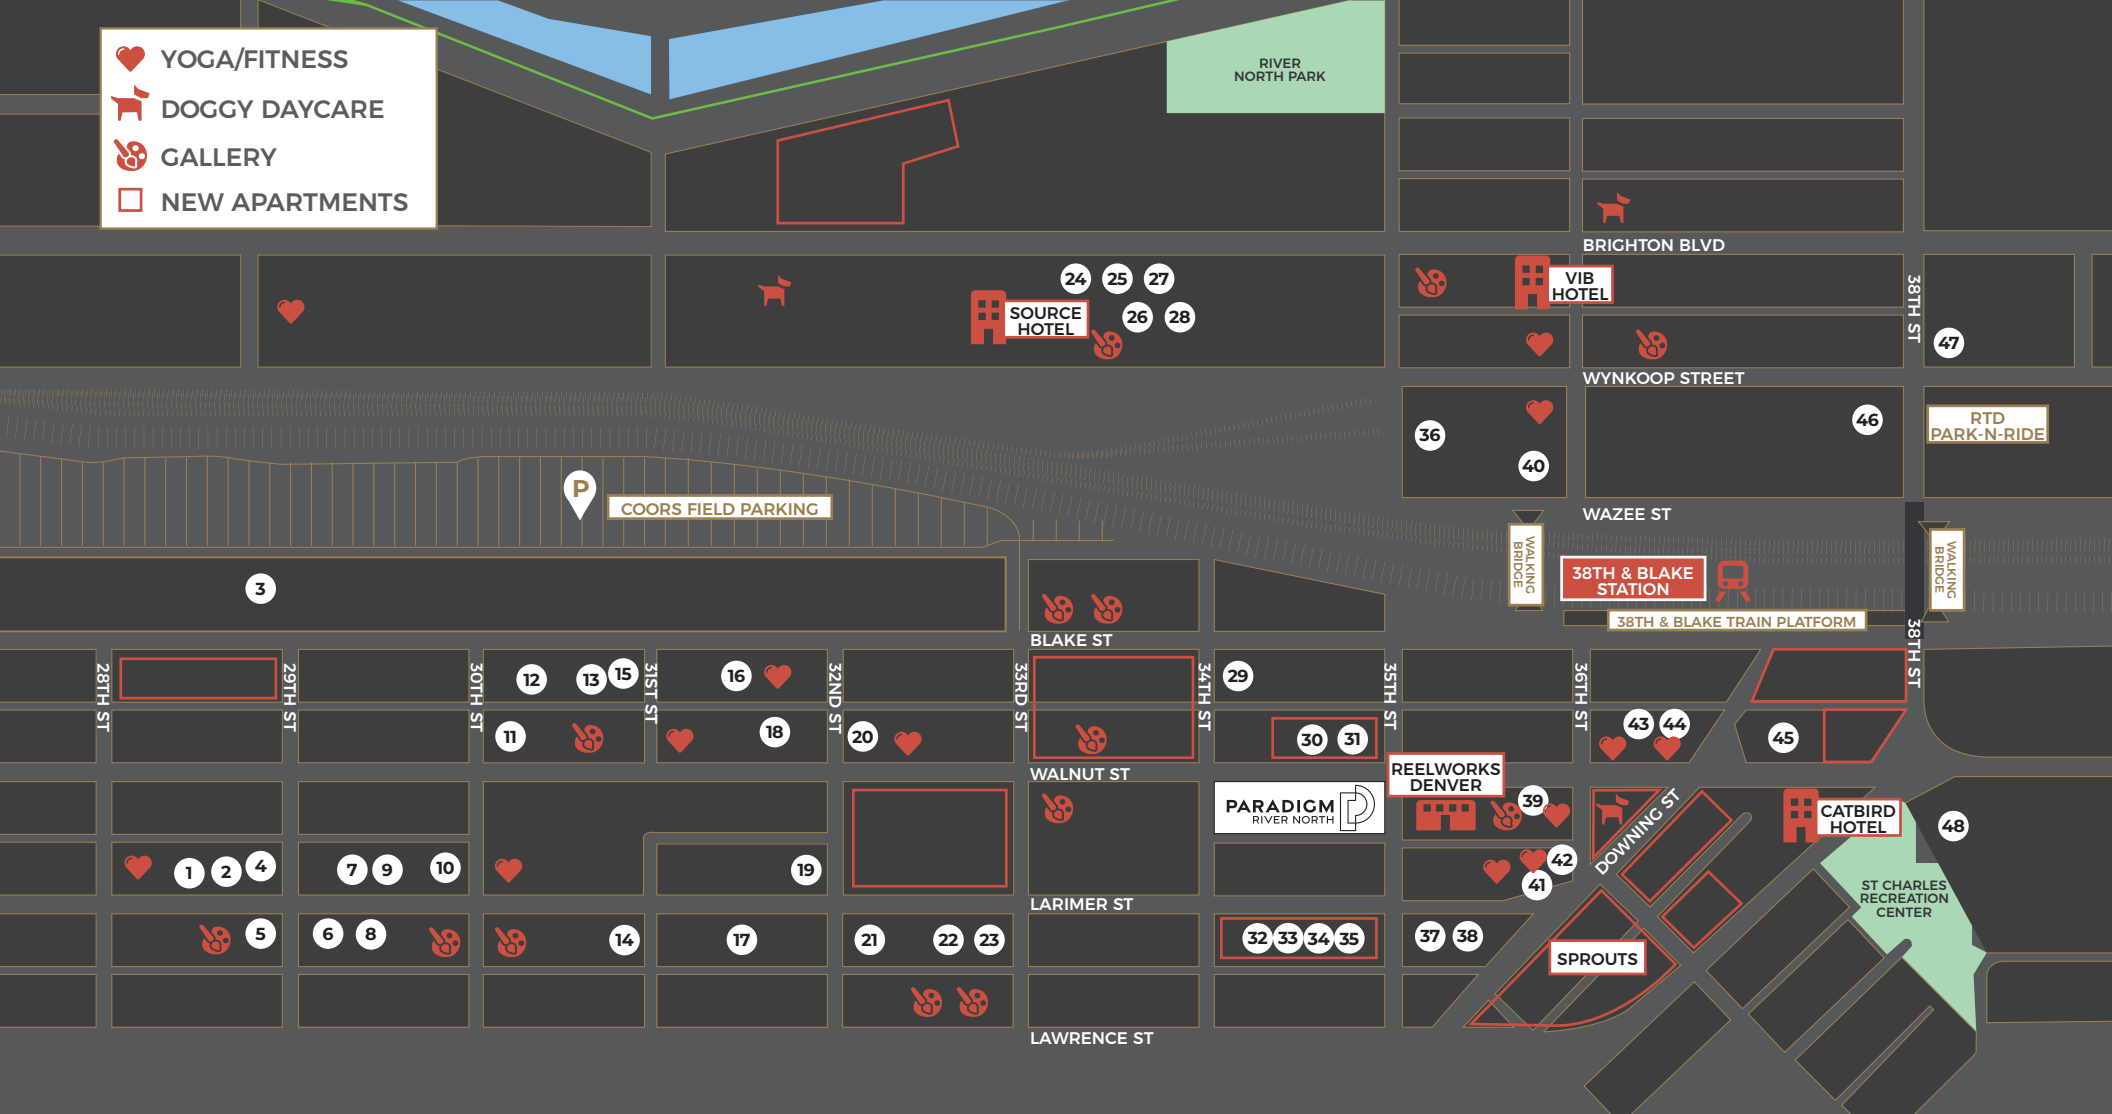 YOGA/FITNESS
DOGGY DAYCARE
GALLERY
NEW APARTMENTS
RIVER
NORTH PARK
BRIGHTON BLVD
24 25 27
26 28
SOURCE
HOTEL
VIB
HOTEL
38TH ST
47
WYNKOOP STREET
36
40
46
RTD
PARK-N-RIDE
P
COORS FIELD PARKING
WAZEE ST
WALKING
BRIDGE
38TH & BLAKE
STATION
WALKING
BRIDGE
38TH & BLAKE TRAIN PLATFORM
3
BLAKE ST
38TH ST
28TH ST
29TH ST
30TH ST
12 13 15
31ST ST
16
32ND ST
33RD ST
34TH ST
29
35TH ST
36TH ST
11
18
20
30 31
43 44
45
WALNUT ST
REELWORKS
DENVER
PARADIGM
RIVER NORTH
39
DOWNING ST
CATBIRD
HOTEL
48
1 2 4
7 9 10
19
42
41
ST CHARLES
RECREATION
CENTER
LARIMER ST
5
6 8
14
17
21
22 23
32 33 34 35
37 38
SPROUTS
LAWRENCE ST